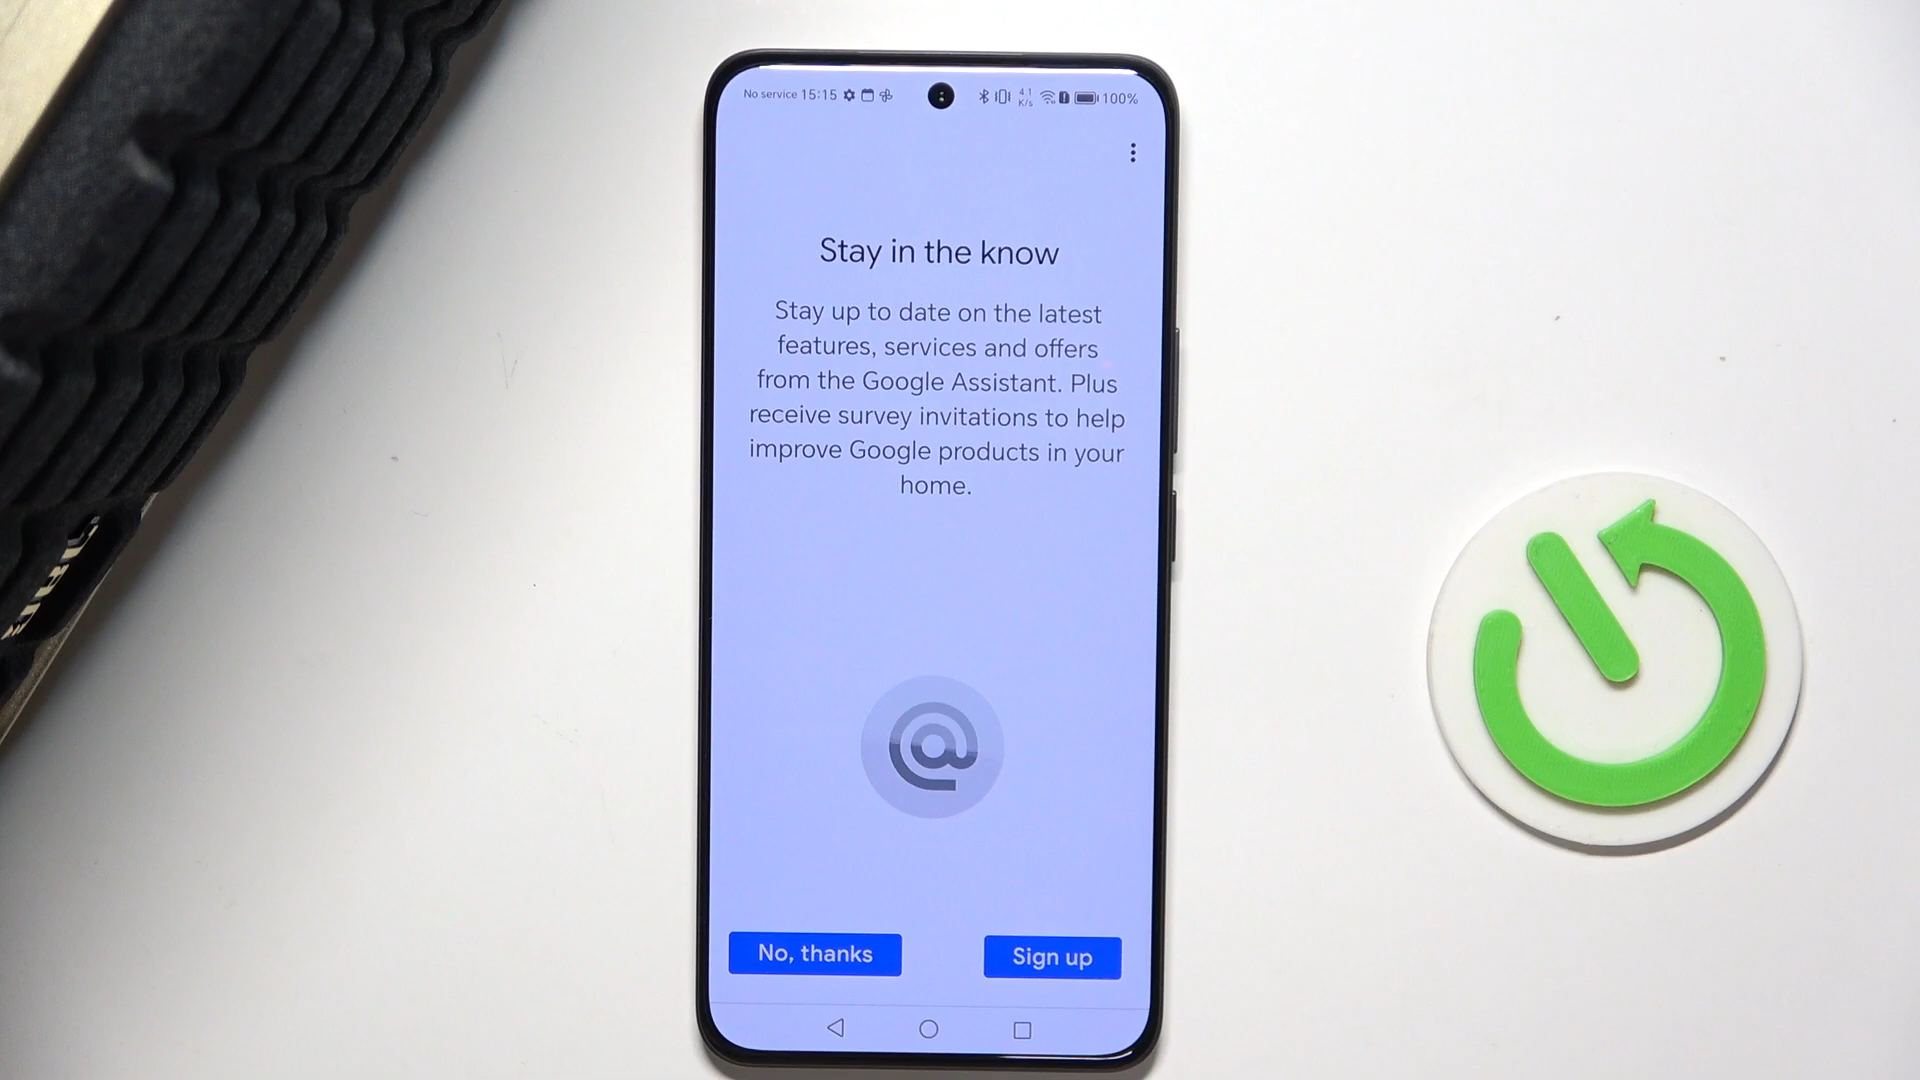 No service 15:15 4.1 K/s 100%
Stay in the know
Stay up to date on the latest
features, services and offers
from the Google Assistant. Plus
receive survey invitations to help
improve Google products in your
home.
@
No, thanks Sign up